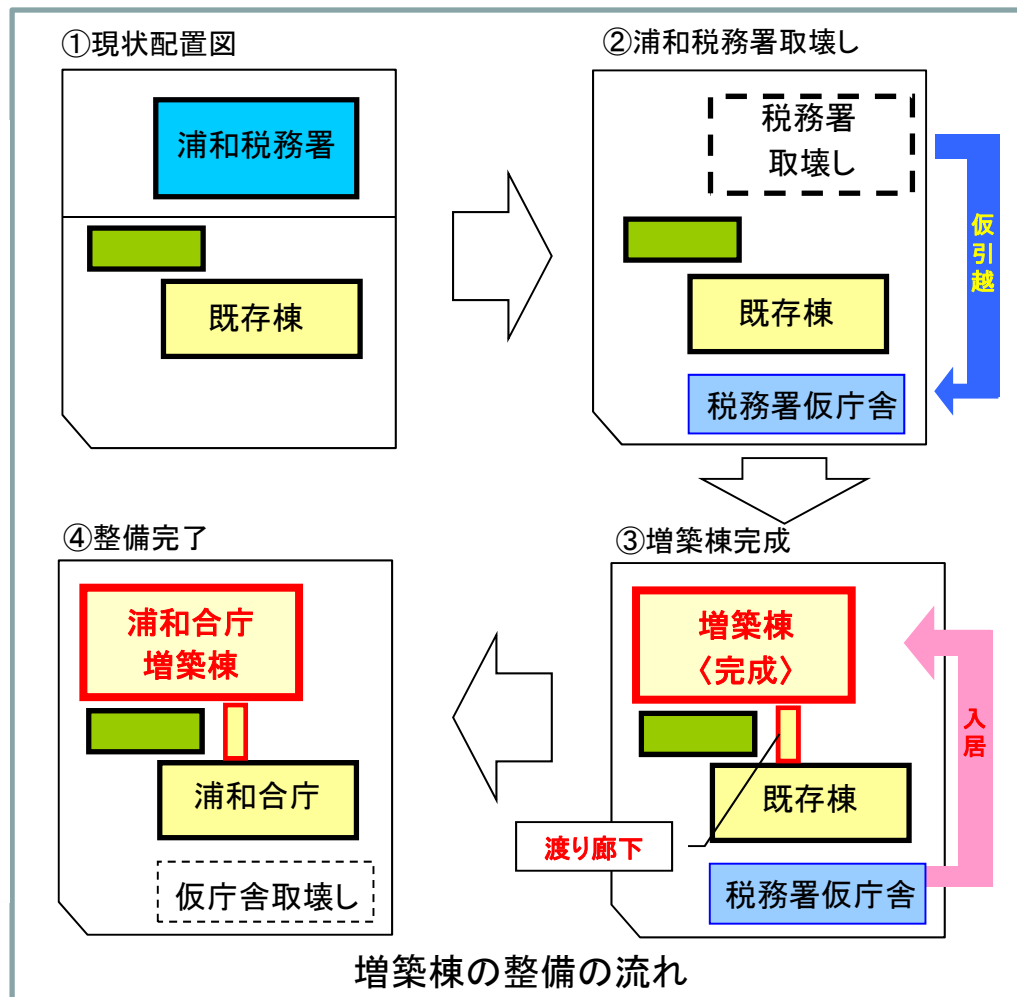 ①現状配置図
浦和税務署
既存棟
②浦和税務署取壊し
税務署
取壊し
既存棟
税務署仮庁舎
仮引越
③増築棟完成
増築棟
〈完成〉
既存棟
渡り廊下
税務署仮庁舎
入居
④整備完了
浦和合庁
増築棟
浦和合庁
仮庁舎取壊し
増築棟の整備の流れ